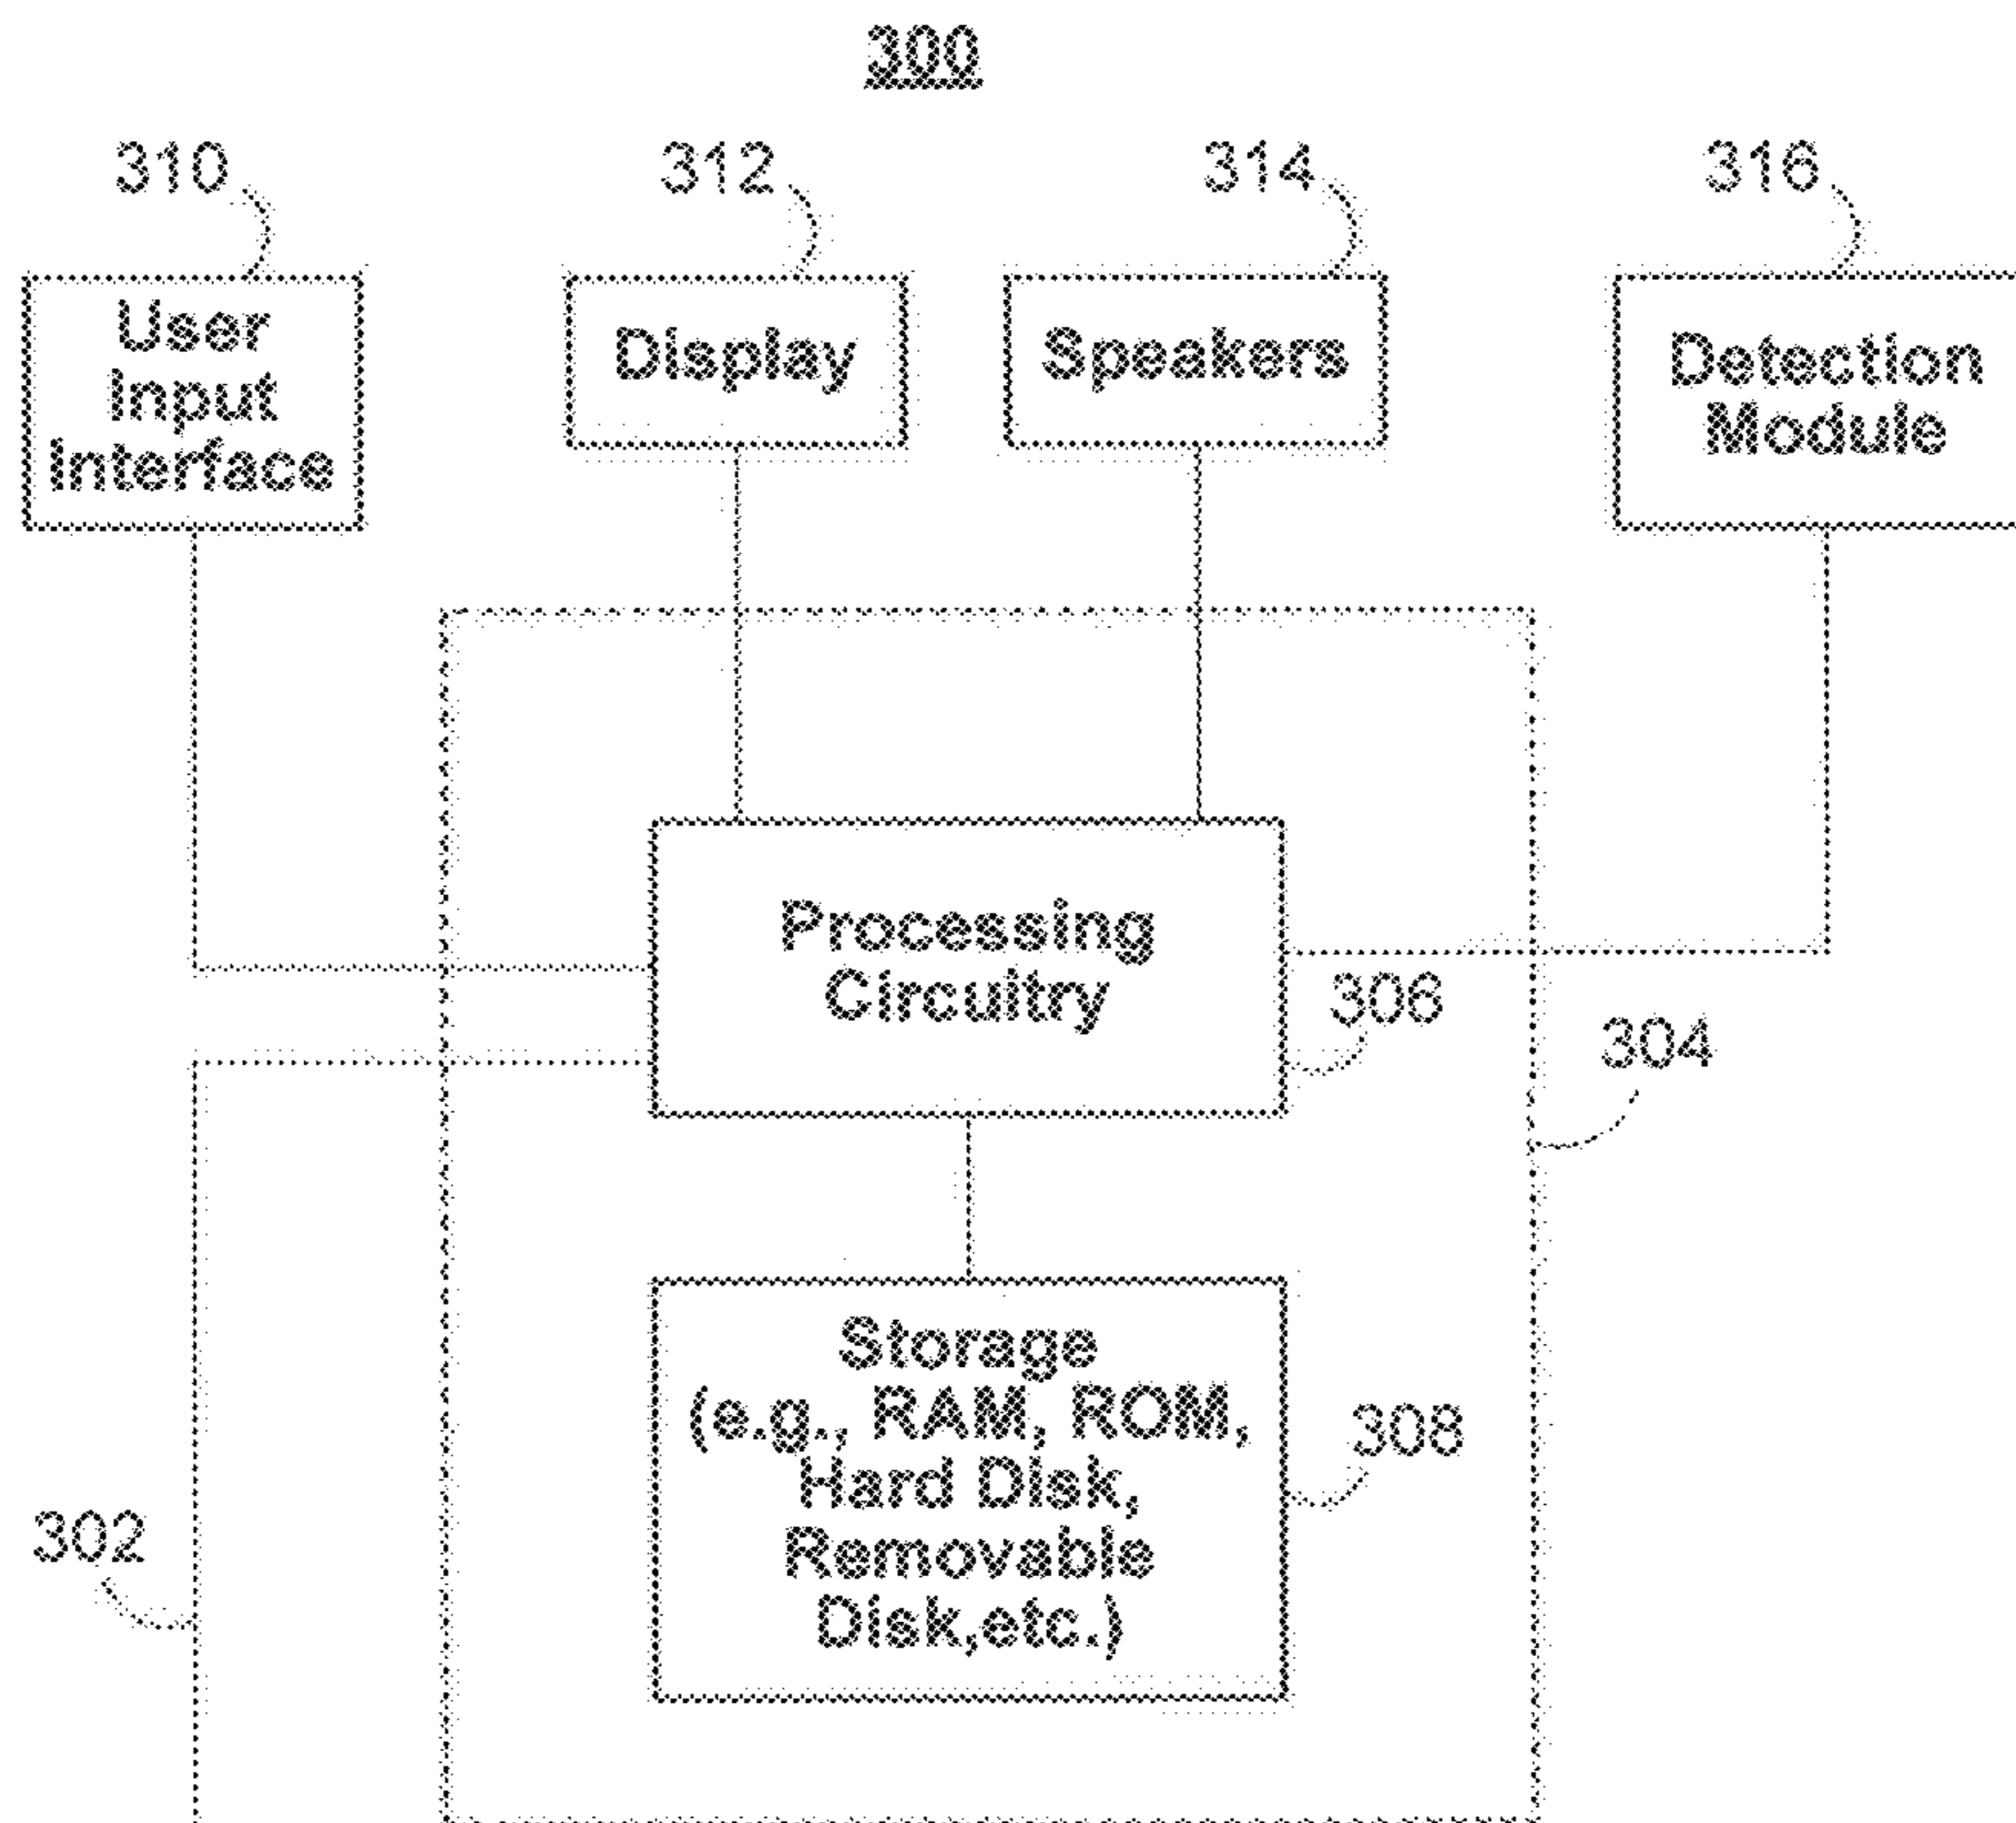 300
310
312
314
316
User
Input
Interface
Display
Speakers
Detection
Module
Processing
Circuitry
306
304
Storage
(e.g., RAM, ROM,
Hard Disk,
Removable
Disk,etc.)
308
302